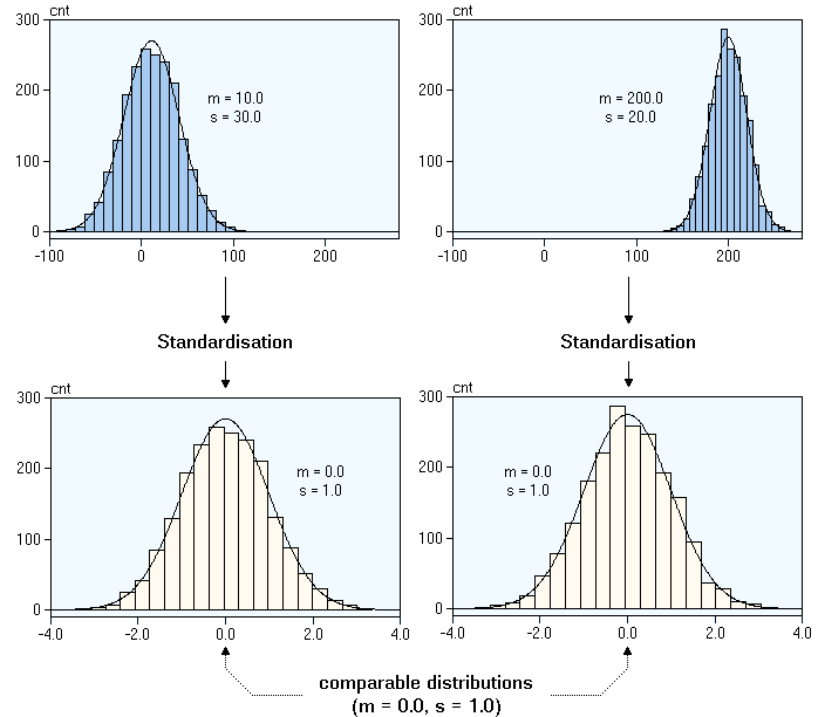 cnt
300
200
100
0
m = 10.0
s = 30.0
-100
0
100
200
cnt
300
200
100
0
m = 200.0
s = 20.0
-100
0
100
200
Standardisation
Standardisation
cnt
300
200
100
0
m = 0.0
s = 1.0
-4.0
-2.0
0.0
2.0
4.0
cnt
300
200
100
0
m = 0.0
s = 1.0
-4.0
-2.0
0.0
2.0
4.0
comparable distributions
(m = 0.0, s = 1.0)